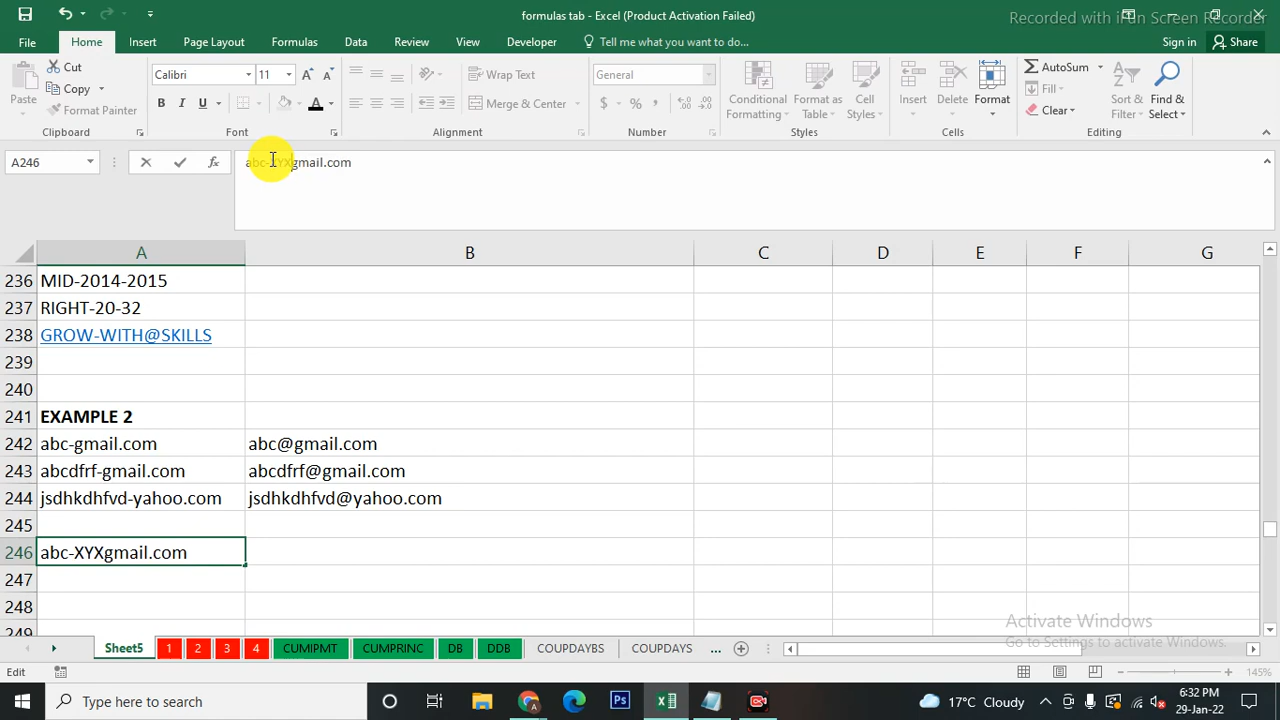 formulas tab - Excel (Product Activation Failed)
Recorded with iFun Screen Recorder
File Home Insert Page Layout Formulas Data Review View Developer Tell me what you want to do... Sign in Share
Paste
Cut
Copy
Format Painter
Calibri 11
B I U A
Wrap Text
Merge & Center
General
$ % ,
Conditional Formatting
Format as Table
Cell Styles
Insert
Delete
Format
AutoSum
Fill
Clear
Sort & Filter
Find & Select
Clipboard Font Alignment Number Styles Cells Editing
A246 fx abc-XYXgmail.com
A B C D E F G
236 MID-2014-2015
237 RIGHT-20-32
238 GROW-WITH@SKILLS
239
240
241 EXAMPLE 2
242 abc-gmail.com abc@gmail.com
243 abcdfrf-gmail.com abcdfrf@gmail.com
244 jsdhkdhfvd-yahoo.com jsdhkdhfvd@yahoo.com
245
246 abc-XYXgmail.com
247
248
249
Activate Windows
Go to Settings to activate Windows.
Sheet5 1 2 3 4 CUMIPMT CUMPRINC DB DDB COUPDAYBS COUPDAYS ...
Edit 145%
Type here to search
17°C Cloudy
6:32 PM
29-Jan-22